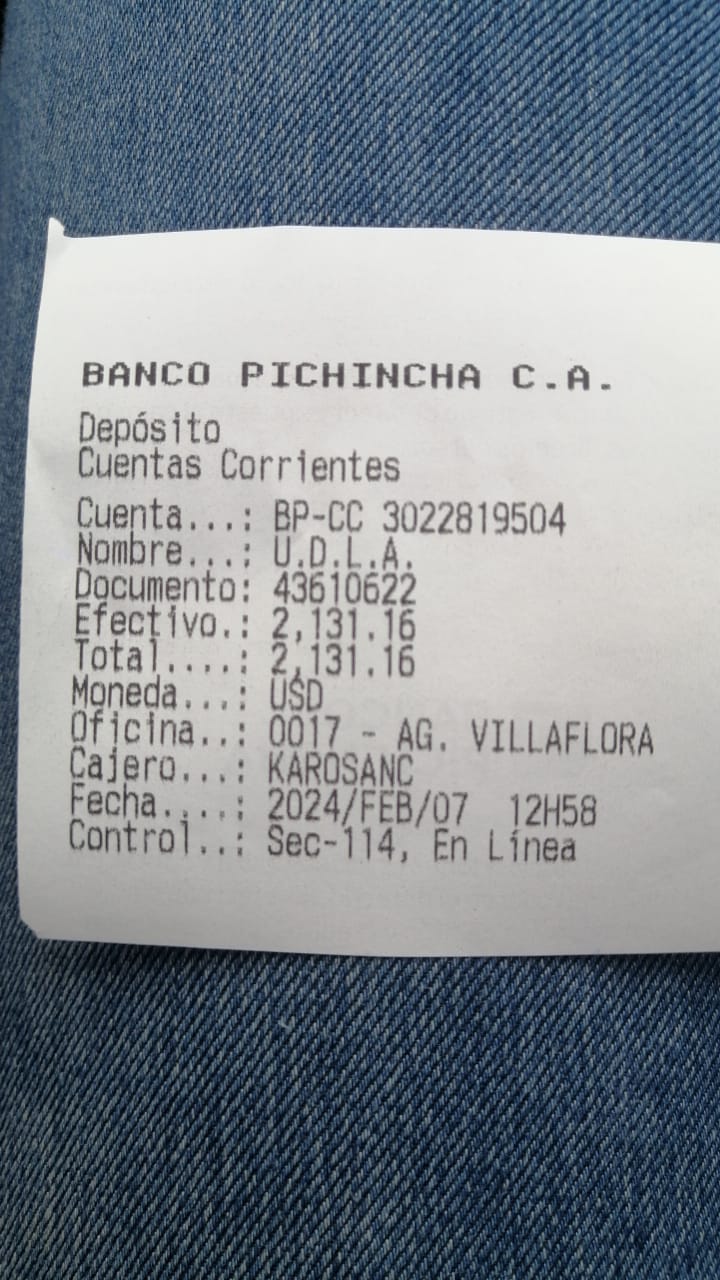 BANCO PICHINCHA C.A.
Depósito
Cuentas Corrientes
Cuenta...: BP-CC 3022819504
Nombre...: U.D.L.A.
Documento: 43610622
Efectivo.: 2,131.16
Total....: 2,131.16
Moneda...: USD
Oficina..: 0017 - AG. VILLAFLORA
Cajero...: KAROSANC
Fecha....: 2024/FEB/07 12H58
Control..: Sec-114, En Línea